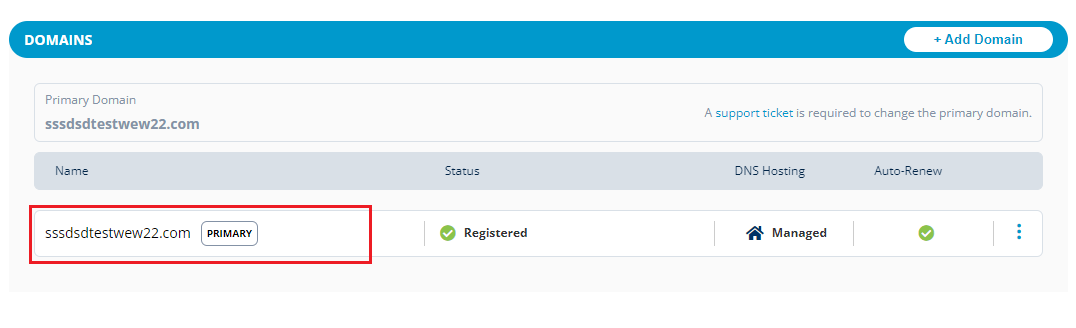 DOMAINS
+ Add Domain
Primary Domain
sssdsdtestwew22.com
A support ticket is required to change the primary domain.
Name Status DNS Hosting Auto-Renew
sssdsdtestwew22.com PRIMARY Registered Managed